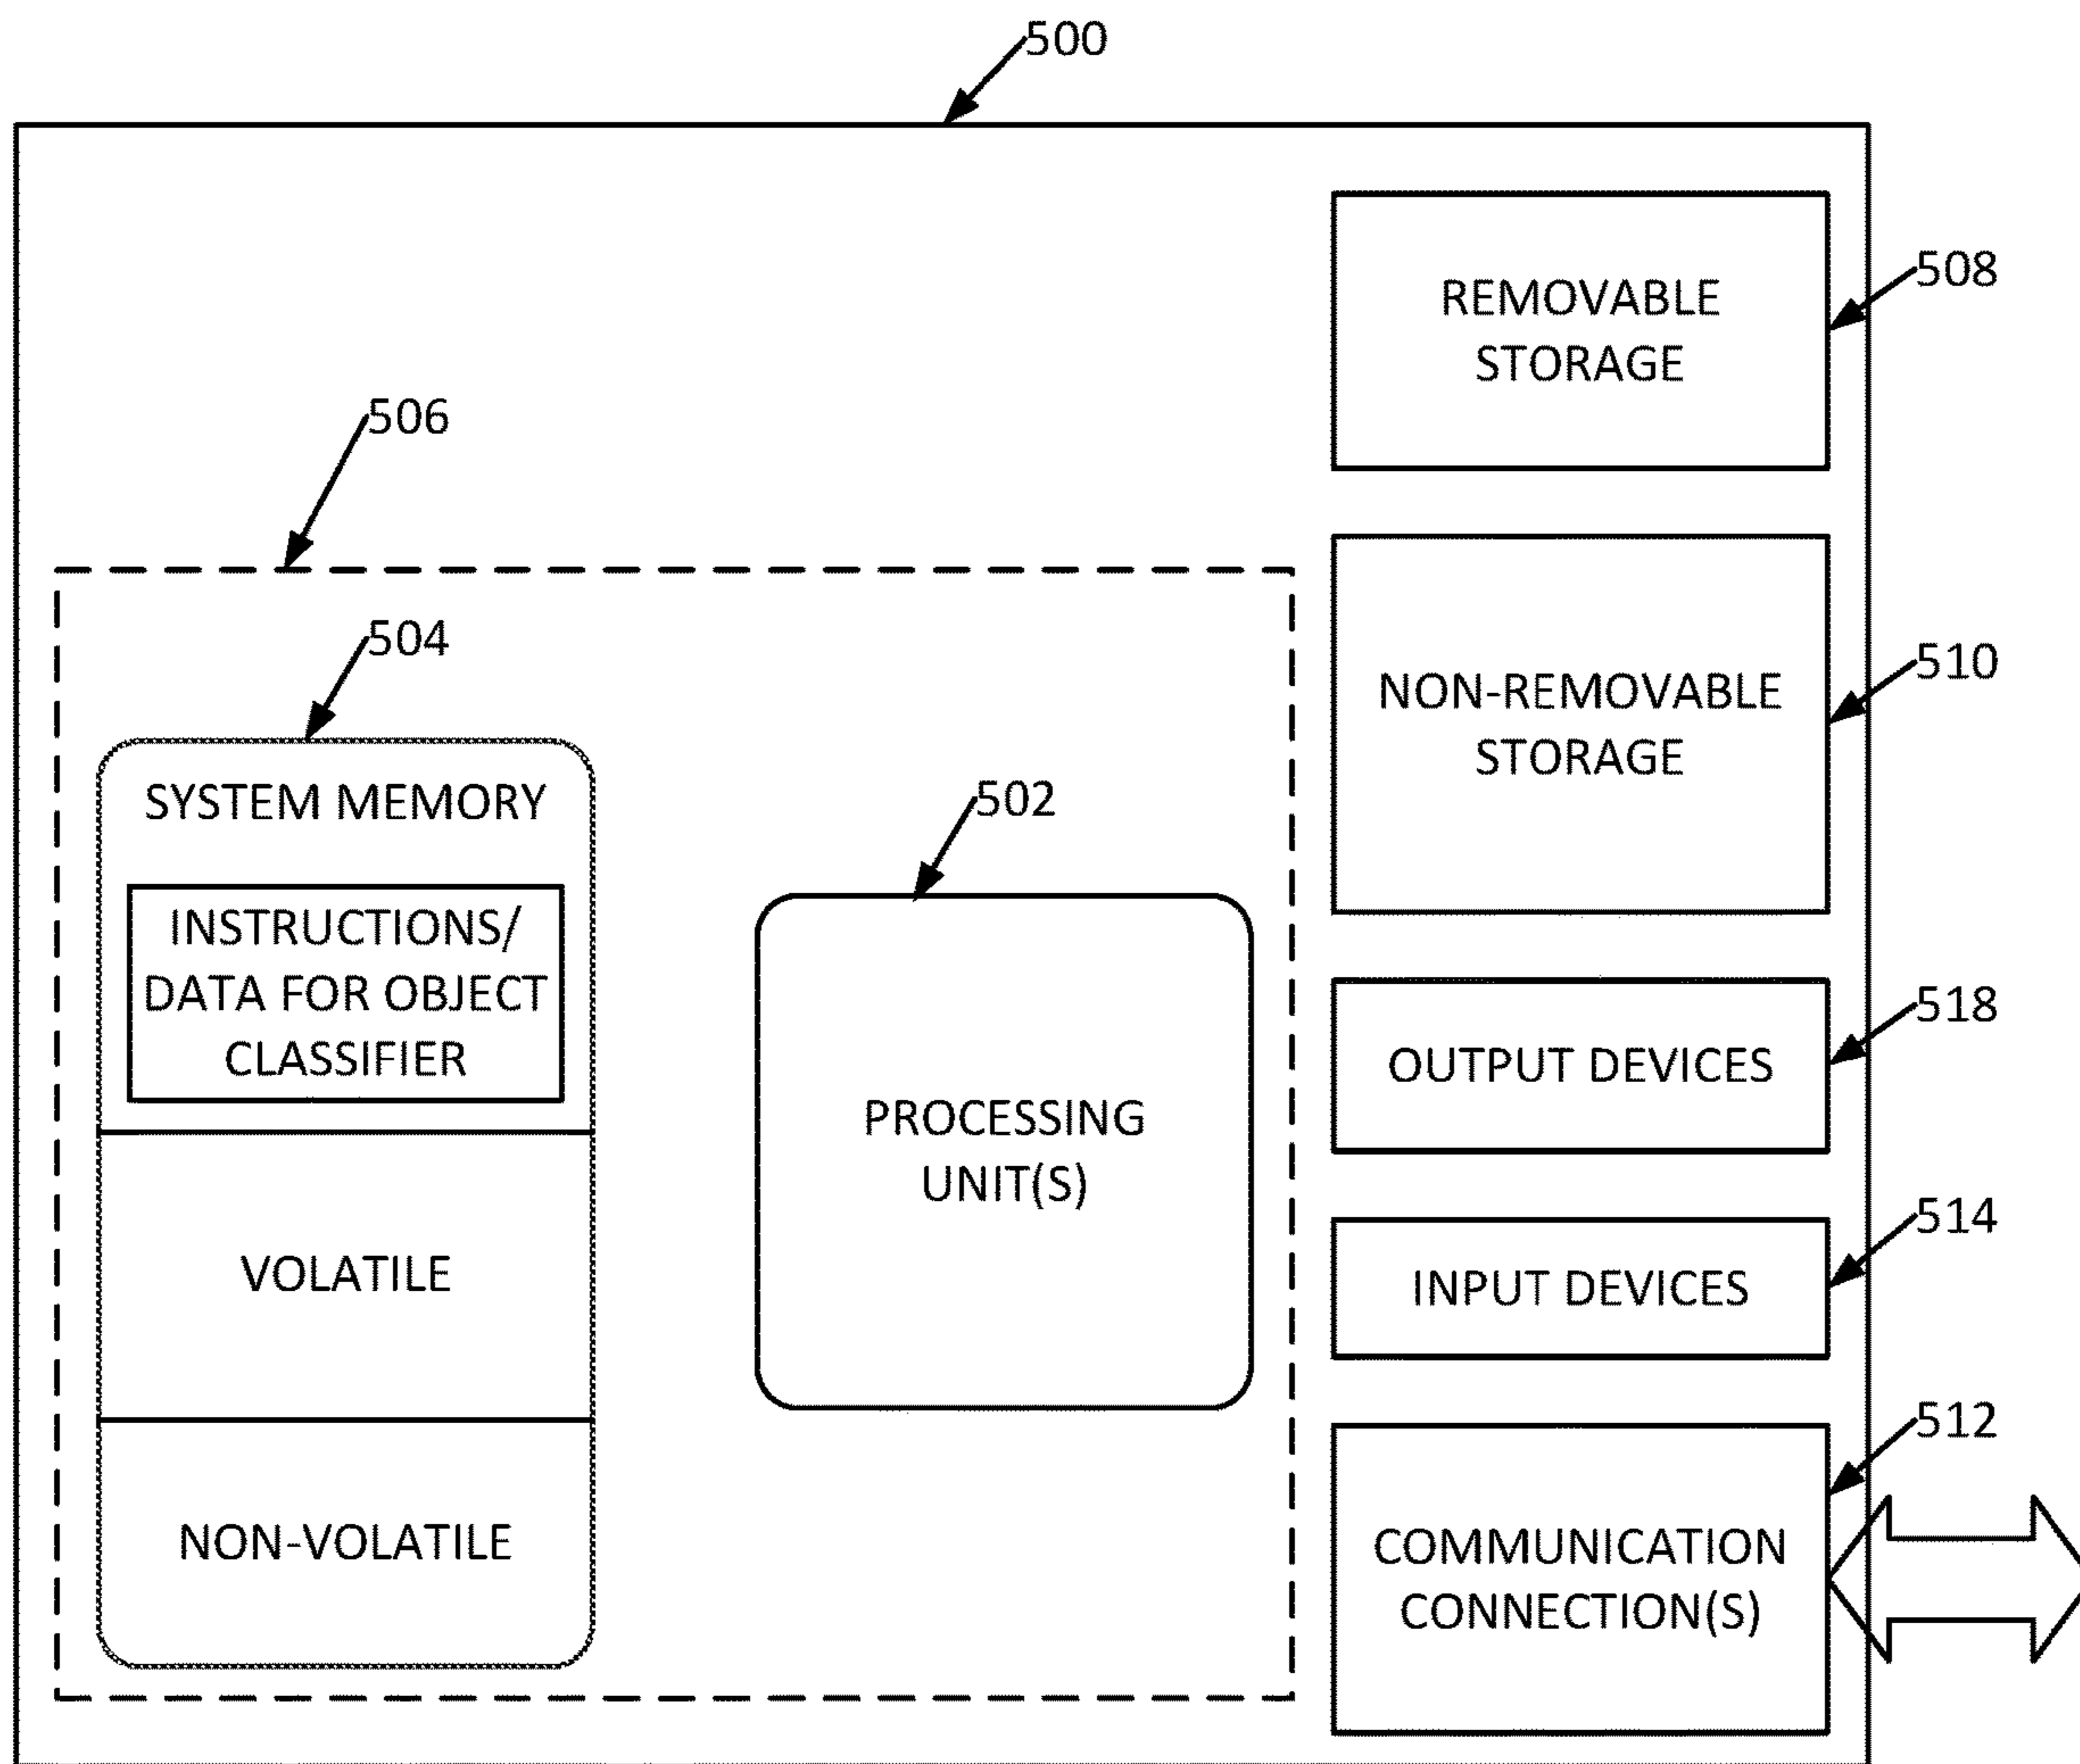 500
REMOVABLE
STORAGE
508
506
NON-REMOVABLE
STORAGE
510
504
SYSTEM MEMORY
INSTRUCTIONS/
DATA FOR OBJECT
CLASSIFIER
VOLATILE
NON-VOLATILE
502
PROCESSING
UNIT(S)
OUTPUT DEVICES
518
INPUT DEVICES
514
COMMUNICATION
CONNECTION(S)
512